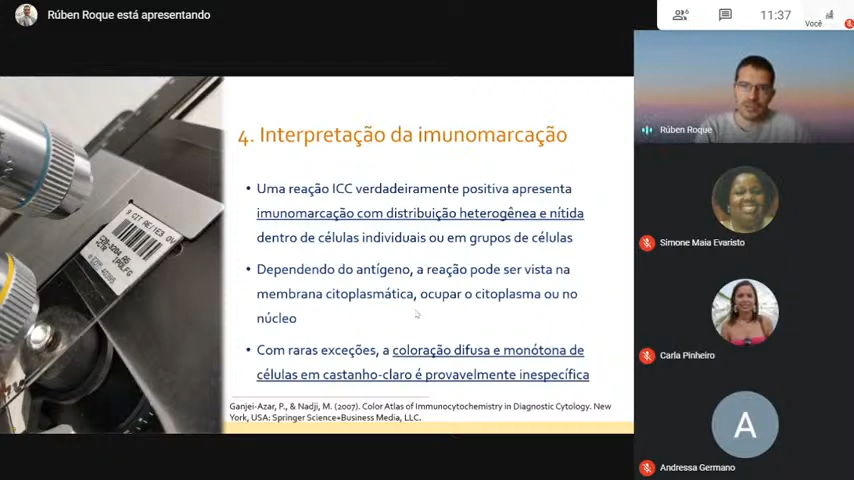 Rúben Roque está apresentando
6
11:37
Você
4. Interpretação da imunomarcação
• Uma reação ICC verdadeiramente positiva apresenta
imunomarcação com distribuição heterogênea e nítida
dentro de células individuais ou em grupos de células
• Dependendo do antígeno, a reação pode ser vista na
membrana citoplasmática, ocupar o citoplasma ou no
núcleo
• Com raras exceções, a coloração difusa e monótona de
células em castanho-claro é provavelmente inespecífica
Ganjei-Azar, P., & Nadji, M. (2007). Color Atlas of Immunocytochemistry in Diagnostic Cytology. New
York, USA: Springer Science+Business Media, LLC.
Rúben Roque
Simone Maia Evaristo
Carla Pinheiro
A
Andressa Germano